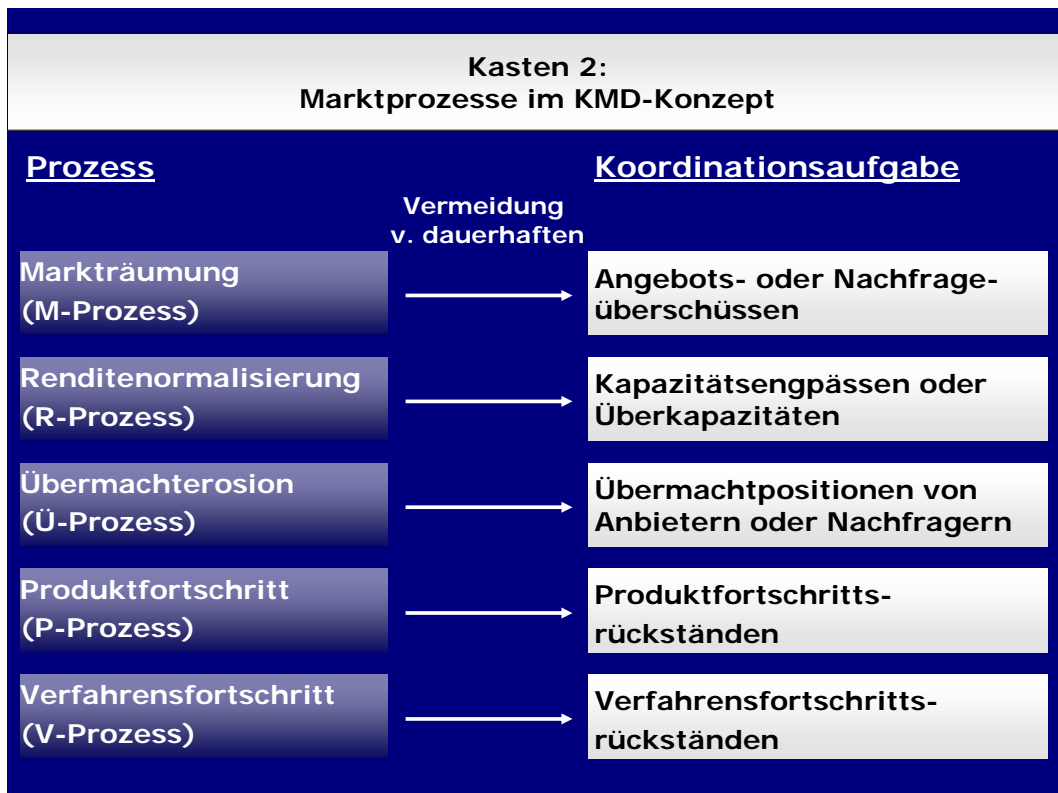 Kasten 2:
Marktprozesse im KMD-Konzept
Prozess
Koordinationsaufgabe
Vermeidung
v. dauerhaften
Markträumung
(M-Prozess)
Angebots- oder Nachfrage-
überschüssen
Renditenormalisierung
(R-Prozess)
Kapazitätsengpässen oder
Überkapazitäten
Übermachterosion
(Ü-Prozess)
Übermachtpositionen von
Anbietern oder Nachfragern
Produktfortschritt
(P-Prozess)
Produktfortschritts-
rückständen
Verfahrensfortschritt
(V-Prozess)
Verfahrensfortschritts-
rückständen